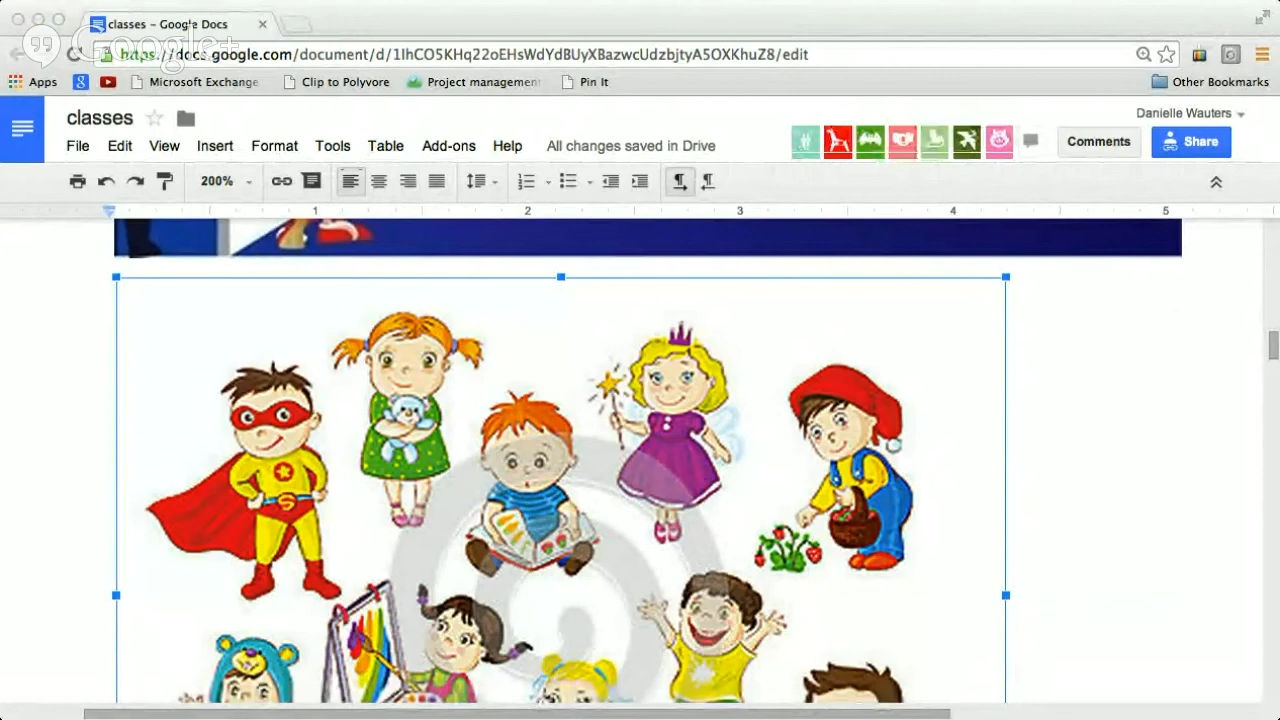 classes – Google Docs
Google+
https://docs.google.com/document/d/1lhCO5KHq22oEHsWdYdBUyXBazwcUdzbjtyA5OXKhuZ8/edit
Apps Microsoft Exchange Clip to Polyvore Project management Pin It Other Bookmarks
classes
Danielle Wauters
File Edit View Insert Format Tools Table Add-ons Help All changes saved in Drive
Comments Share
200%
1 2 3 4 5